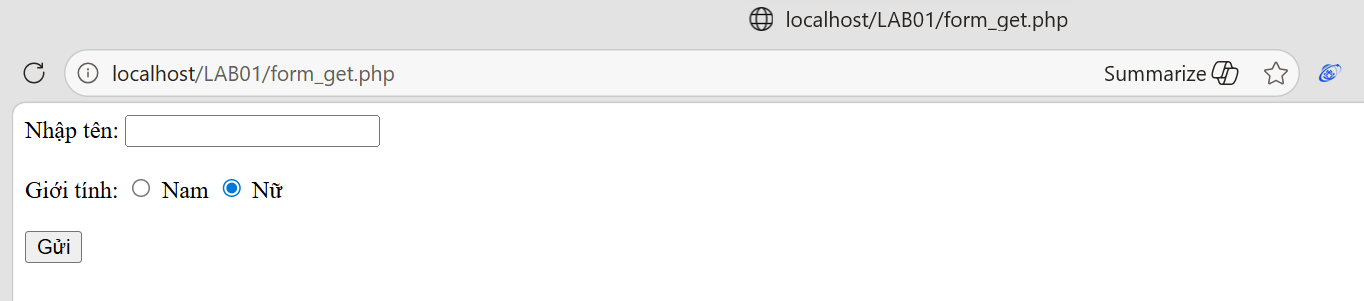 localhost/LAB01/form_get.php
localhost/LAB01/form_get.php Summarize
Nhập tên:
Giới tính: Nam Nữ
Gửi